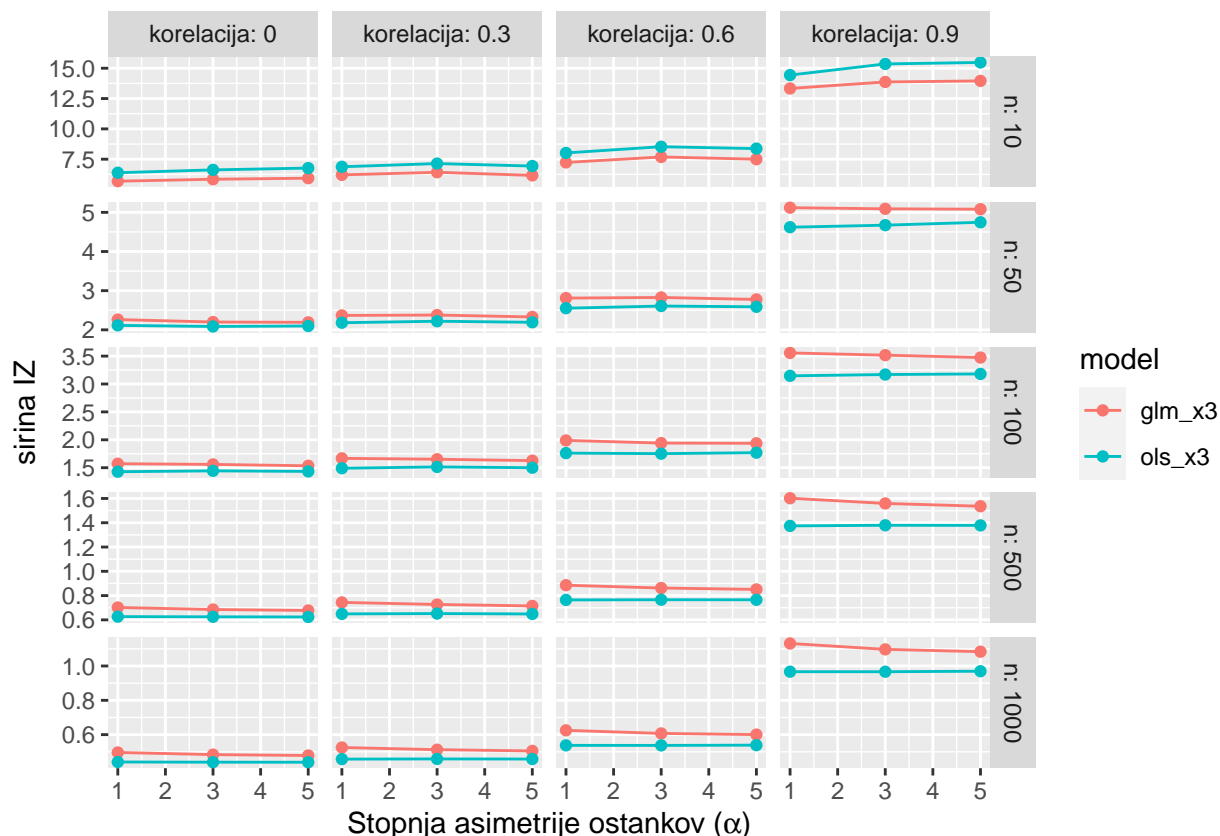 korelacija: 0
korelacija: 0.3
korelacija: 0.6
korelacija: 0.9
15.0
12.5
10.0
7.5
n: 10
5
4
3
2
n: 50
3.5
3.0
2.5
2.0
1.5
n: 100
1.6
1.4
1.2
1.0
0.8
0.6
n: 500
1.0
0.8
0.6
n: 1000
1 2 3 4 5
1 2 3 4 5
1 2 3 4 5
1 2 3 4 5
sirina IZ
Stopnja asimetrije ostankov (α)
model
glm_x3
ols_x3